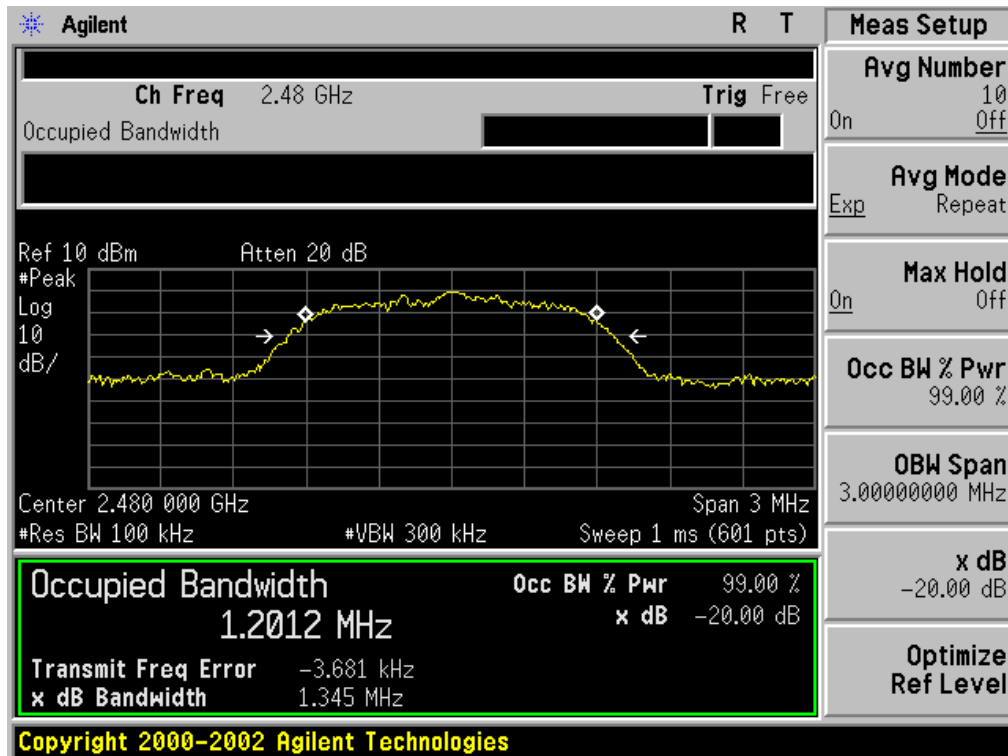 Agilent R T
Meas Setup
Ch Freq 2.48 GHz Trig Free
Occupied Bandwidth
Ref 10 dBm Atten 20 dB
#Peak
Log
10
dB/
Center 2.480 000 GHz Span 3 MHz
#Res BW 100 kHz #VBW 300 kHz Sweep 1 ms (601 pts)
Occupied Bandwidth Occ BW % Pwr 99.00 %
1.2012 MHz x dB -20.00 dB
Transmit Freq Error -3.681 kHz
x dB Bandwidth 1.345 MHz
Avg Number
10
On Off
Avg Mode
Exp Repeat
Max Hold
On Off
Occ BW % Pwr
99.00 %
OBW Span
3.00000000 MHz
x dB
-20.00 dB
Optimize
Ref Level
Copyright 2000-2002 Agilent Technologies